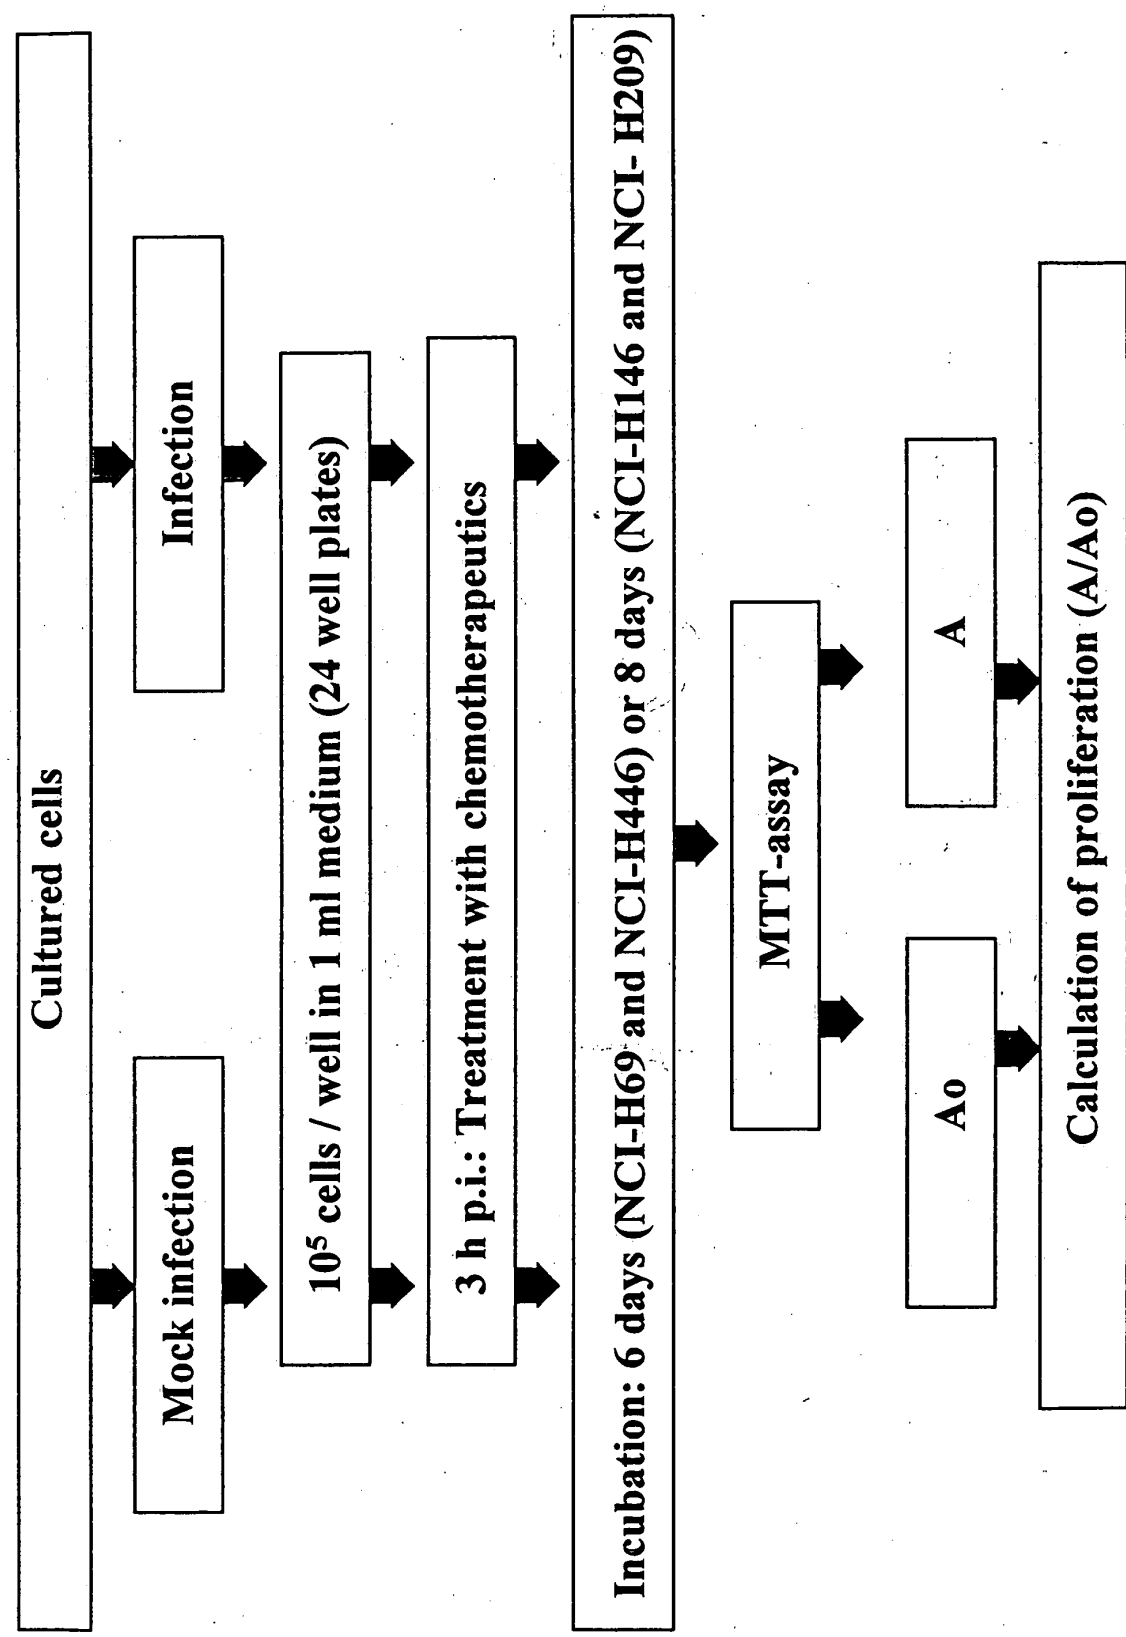 Cultured cells
Mock infection
Infection
10⁵ cells / well in 1 ml medium (24 well plates)
3 h p.i.: Treatment with chemotherapeutics
Incubation: 6 days (NCI-H69 and NCI-H446) or 8 days (NCI-H146 and NCI- H209)
MTT-assay
Ao
A
Calculation of proliferation (A/Ao)